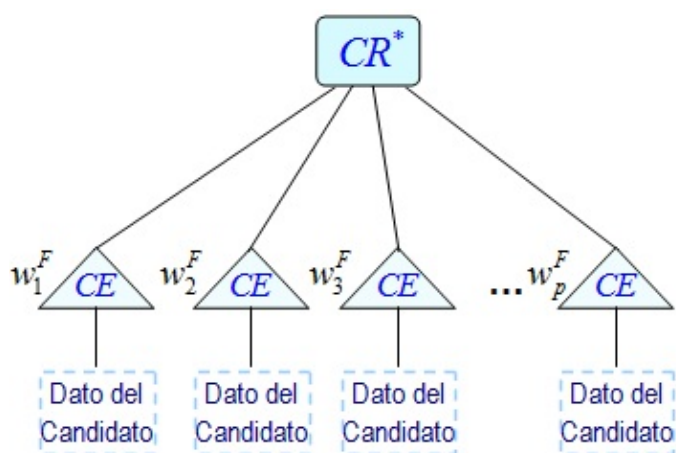 CR*
w₁ᶠ CE w₂ᶠ CE w₃ᶠ CE ... wₚᶠ CE
Dato del Dato del Dato del Dato del
Candidato Candidato Candidato Candidato